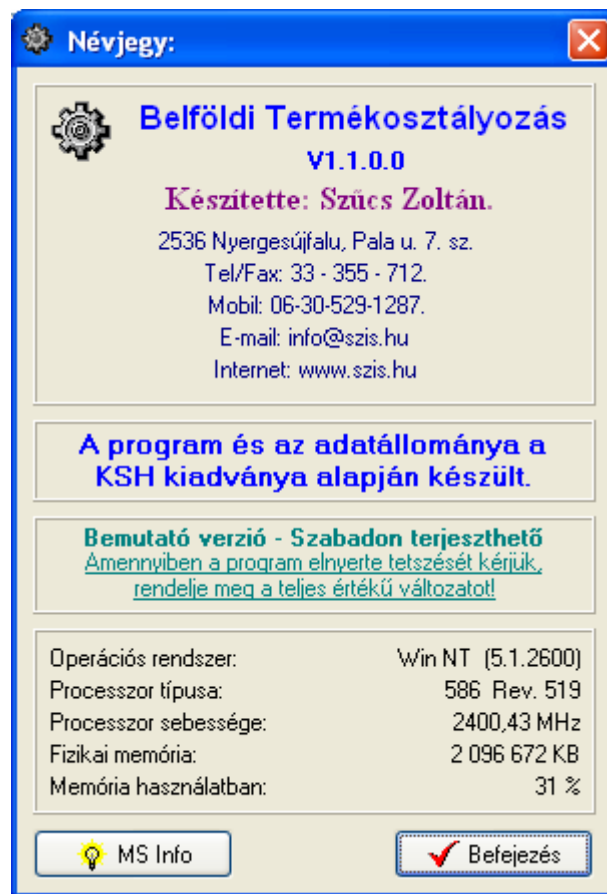 Névjegy:
Belföldi Termékosztályozás
V1.1.0.0
Készítette: Szűcs Zoltán.
2536 Nyergesújfalu, Pala u. 7. sz.
Tel/Fax: 33 - 355 - 712.
Mobil: 06-30-529-1287.
E-mail: info@szis.hu
Internet: www.szis.hu
A program és az adatállománya a
KSH kiadványa alapján készült.
Bemutató verzió - Szabadon terjeszthető
Amennyiben a program elnyerte tetszését kérjük,
rendelje meg a teljes értékű változatot!
Operációs rendszer: Win NT (5.1.2600)
Processzor típusa: 586 Rev. 519
Processzor sebessége: 2400,43 MHz
Fizikai memória: 2 096 672 KB
Memória használatban: 31 %
MS Info Befejezés